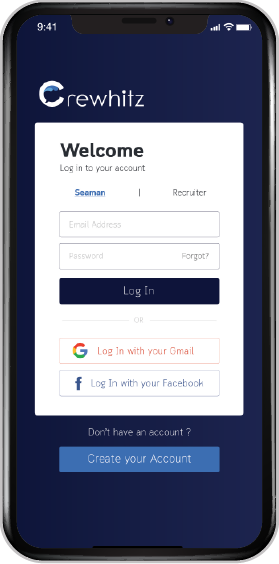 9:41
Crewhitz
Welcome
Log in to your account
Seaman | Recruiter
Email Address
Password Forgot?
Log In
OR
Log In with your Gmail
f Log In with your Facebook
Don't have an account ?
Create your Account